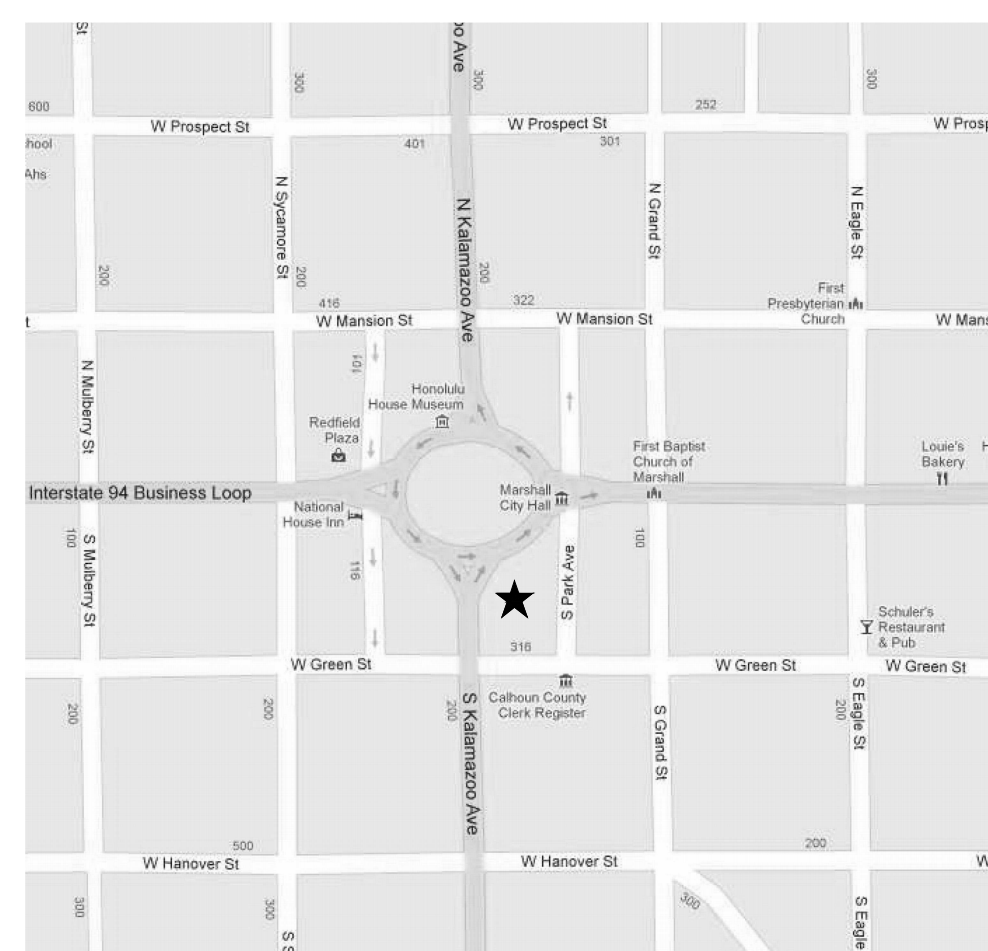 St
oo Ave
300
300
300
600
252
W Prospect St
W Prospect St
W Prosp
401
301
hool
Ahs
N Sycamore St
N Kalamazoo Ave
N Grand St
N Eagle St
200
200
200
416
322
First
Presbyterian
Church
t
W Mansion St
W Mansion St
W Mans
101
N Mulberry St
Honolulu
House Museum
Redfield
Plaza
First Baptist
Church of
Marshall
Louie's
Bakery
H
Interstate 94 Business Loop
Marshall
City Hall
National
House Inn
100
S Mulberry St
116
100
S Park Ave
Schuler's
Restaurant
& Pub
316
W Green St
W Green St
W Green St
Calhoun County
Clerk Register
200
200
200
S Kalamazoo Ave
S Grand St
200
S Eagle St
500
200
W Hanover St
W Hanover St
W
300
300
300
S Eagle
S S